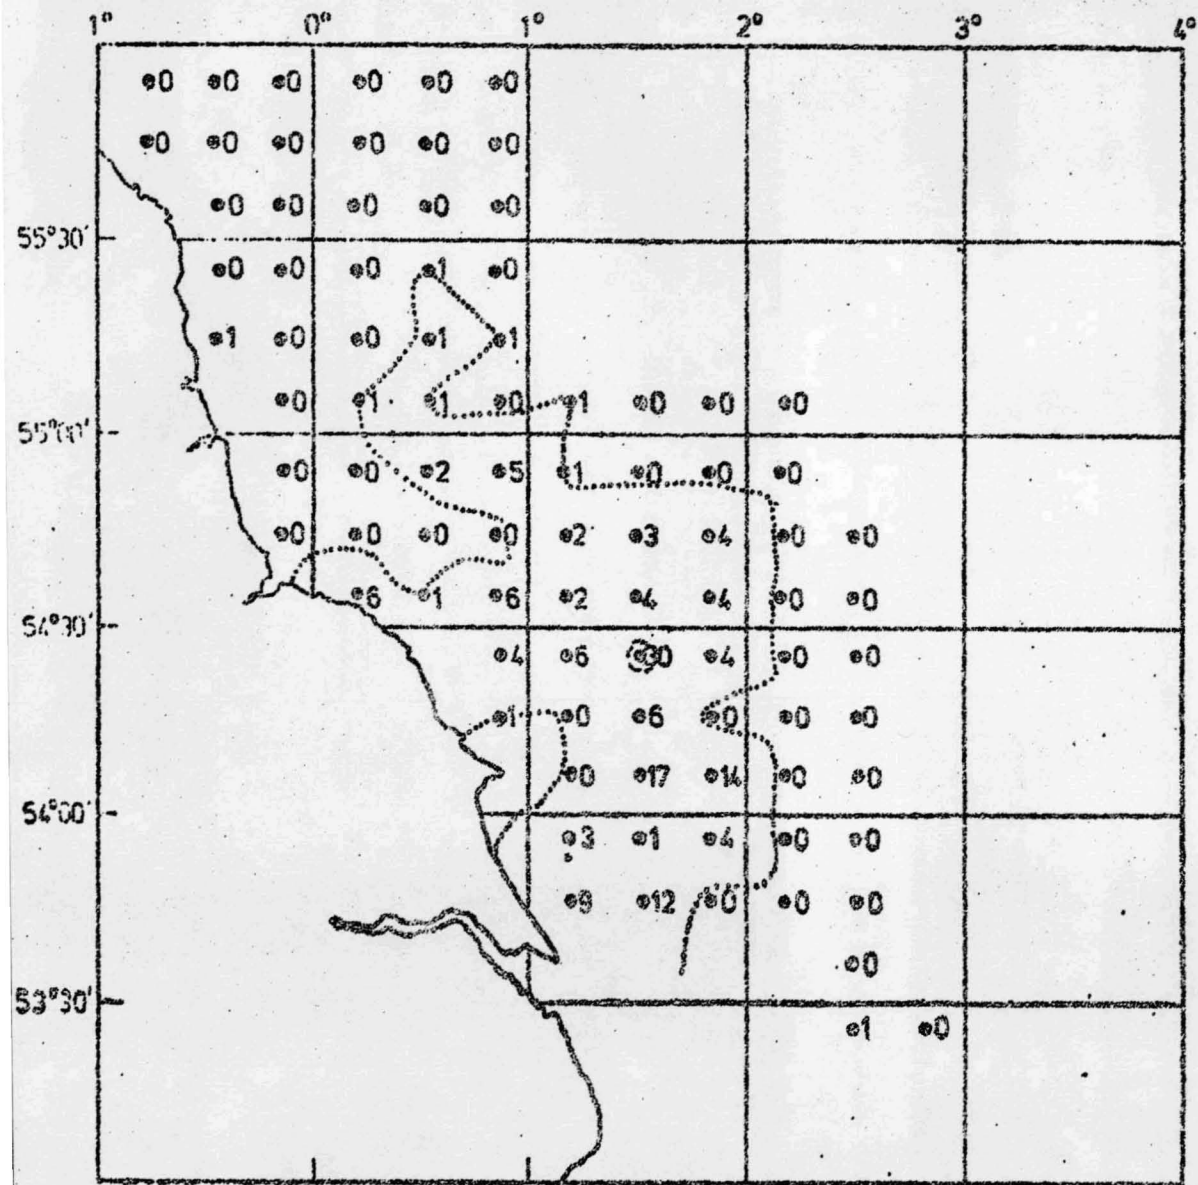 1° 0° 1° 2° 3° 4°
0 0 0 0 0 0
0 0 0 0 0 0
0 0 0 0 0
55°30'
0 0 0 1 0
1 0 0 1 1
0 1 1 0 1 0 0 0
55°00'
0 0 2 5 1 0 0 0
0 0 0 0 2 3 4 0 0
6 1 6 2 4 4 0 0
54°30'
4 6 30 4 0 0
1 0 6 0 0 0
0 17 14 0 0
54°00'
3 1 4 0 0
9 12 0 0 0
0
53°30'
1 0